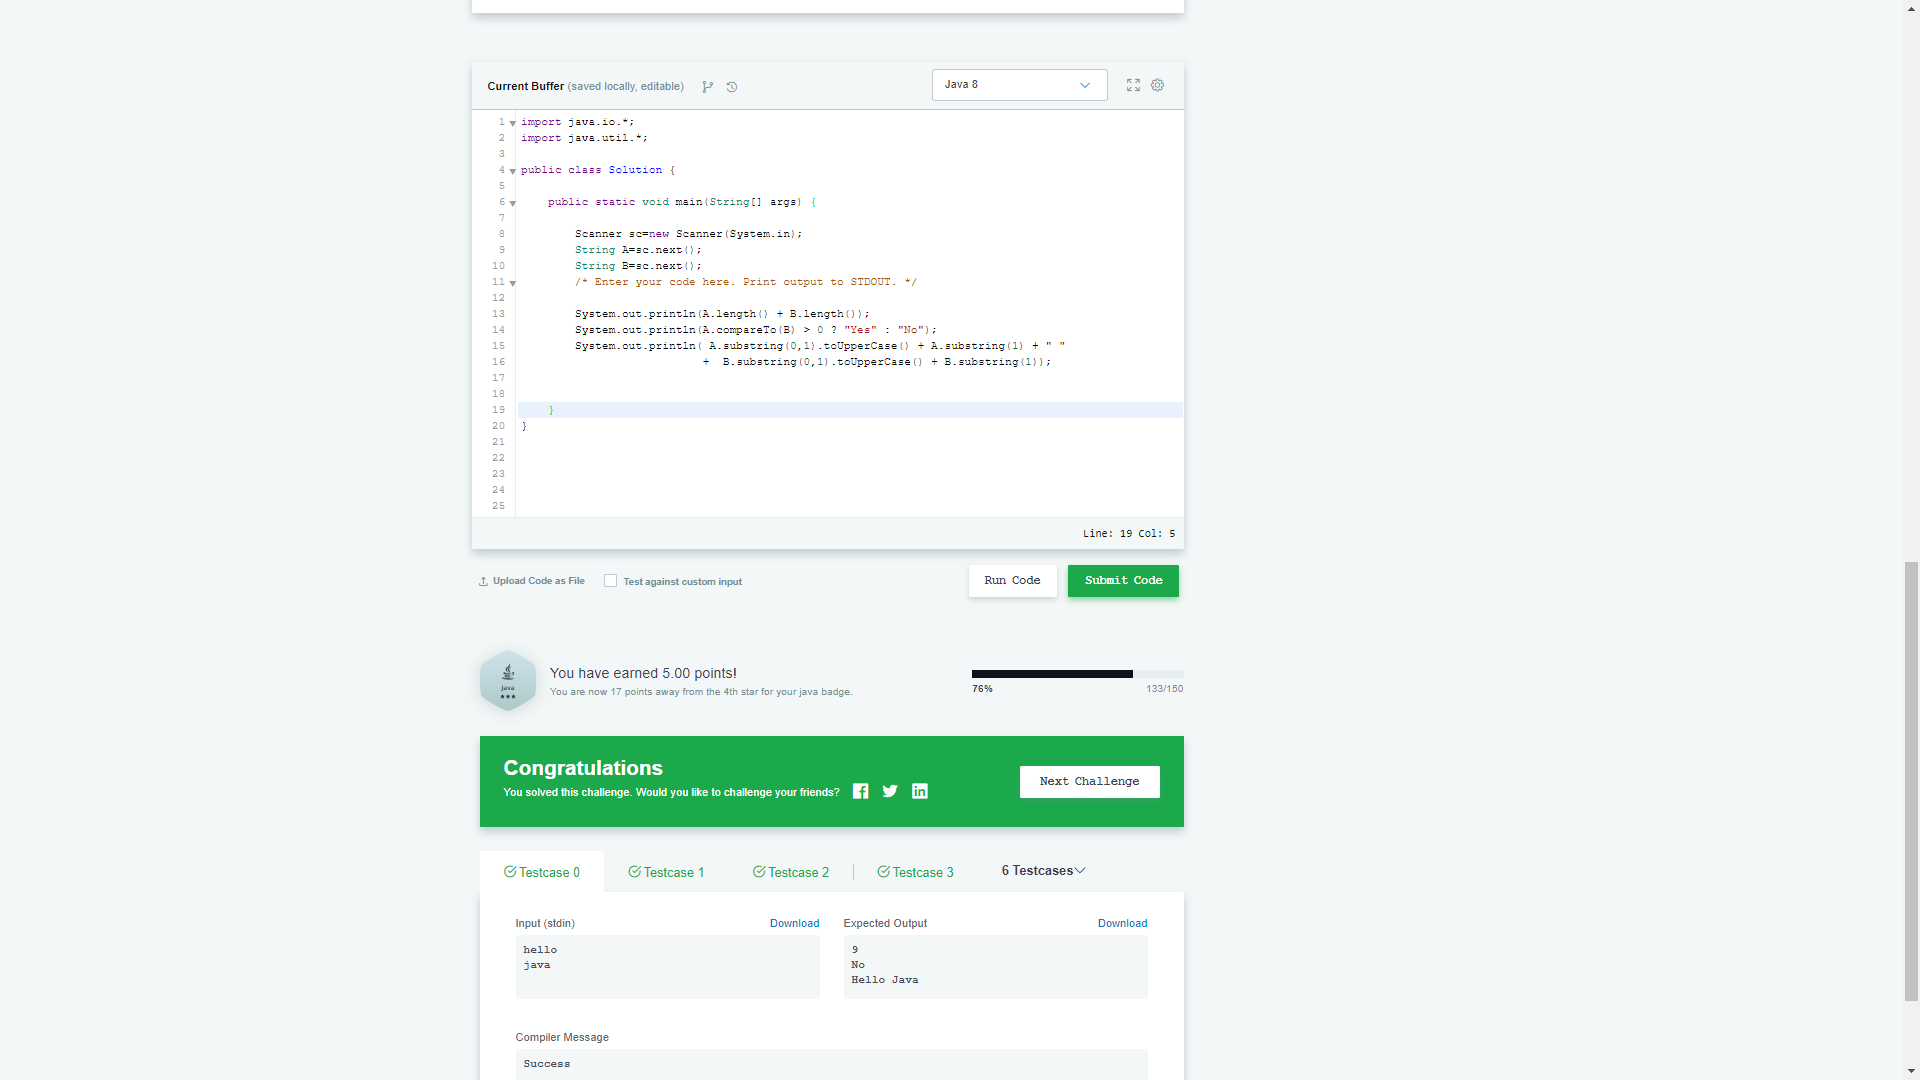 Current Buffer (saved locally, editable)
Java 8
1 import java.io.*;
2 import java.util.*;
3
4 public class Solution {
5
6     public static void main(String[] args) {
7
8         Scanner sc=new Scanner(System.in);
9         String A=sc.next();
10         String B=sc.next();
11         /* Enter your code here. Print output to STDOUT. */
12
13         System.out.println(A.length() + B.length());
14         System.out.println(A.compareTo(B) > 0 ? "Yes" : "No");
15         System.out.println( A.substring(0,1).toUpperCase() + A.substring(1) + " "
16                            +  B.substring(0,1).toUpperCase() + B.substring(1));
17
18
19     }
20 }
21
22
23
24
25
Line: 19 Col: 5
Upload Code as File
Test against custom input
Run Code
Submit Code
Java
You have earned 5.00 points!
You are now 17 points away from the 4th star for your java badge.
76%
133/150
Congratulations
You solved this challenge. Would you like to challenge your friends?
Next Challenge
Testcase 0
Testcase 1
Testcase 2
Testcase 3
6 Testcases
Input (stdin)
Download
hello
java
Expected Output
Download
9
No
Hello Java
Compiler Message
Success